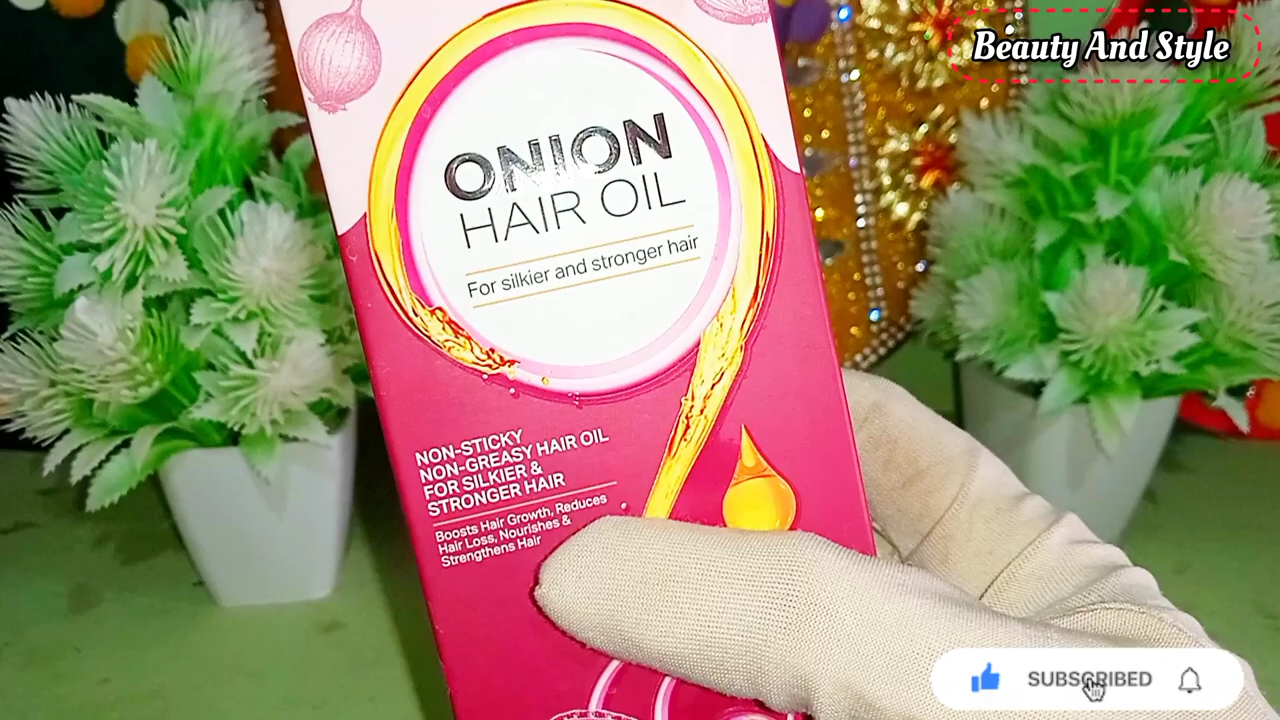 Beauty And Style
ONION
HAIR OIL
For silkier and stronger hair
NON-STICKY
NON-GREASY HAIR OIL
FOR SILKIER &
STRONGER HAIR
Boosts Hair Growth, Reduces
Hair Loss, Nourishes &
Strengthens Hair
SUBSCRIBED